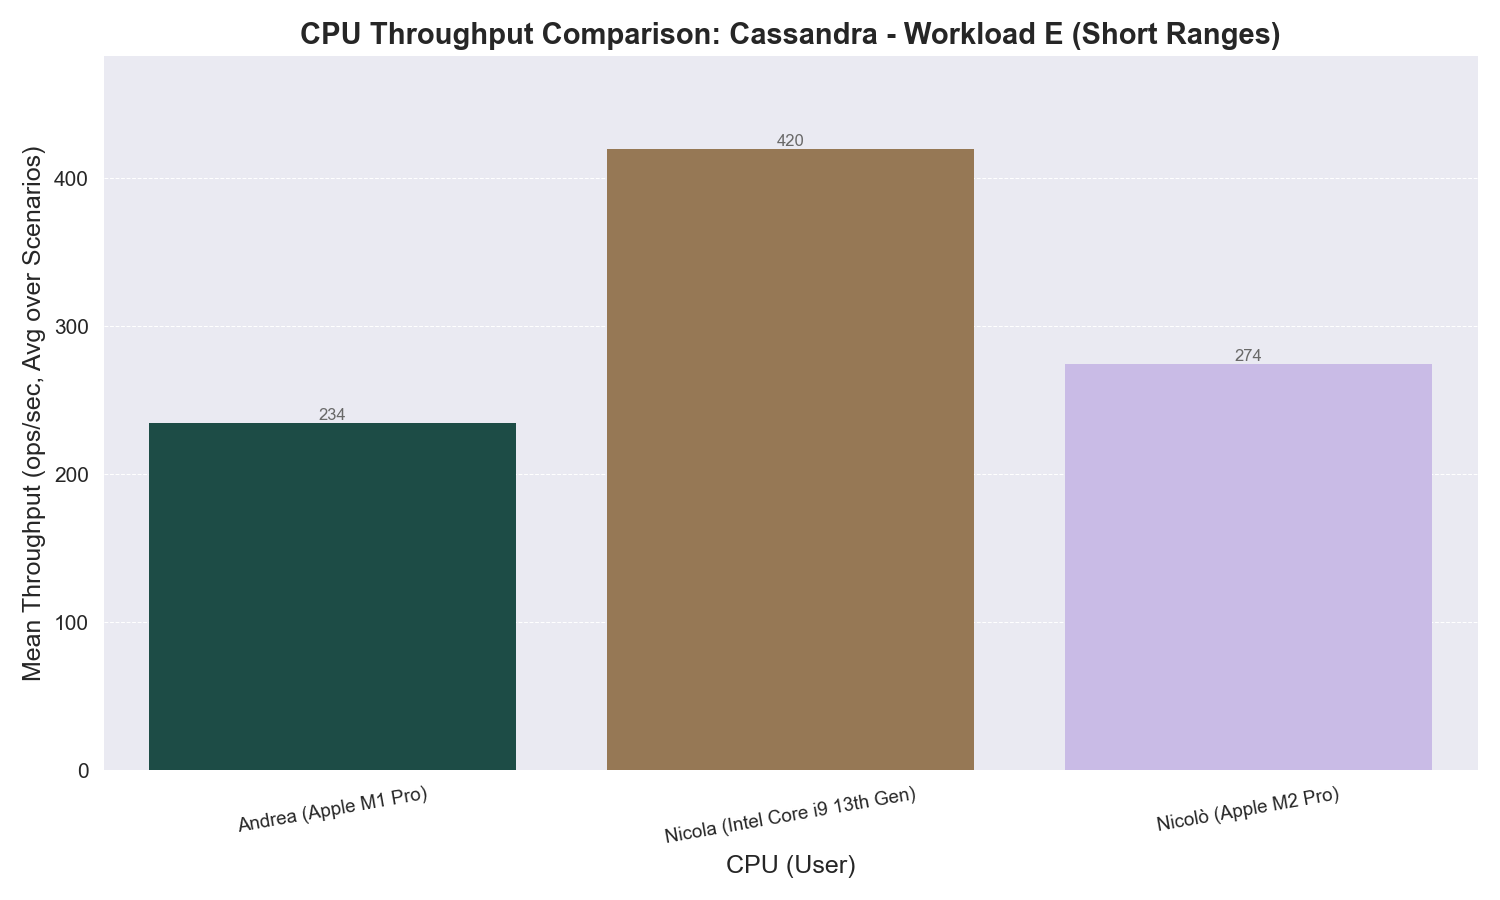 CPU Throughput Comparison: Cassandra - Workload E (Short Ranges)
Mean Throughput (ops/sec, Avg over Scenarios)
400
300
200
100
0
234
420
274
Andrea (Apple M1 Pro)
Nicola (Intel Core i9 13th Gen)
Nicolò (Apple M2 Pro)
CPU (User)